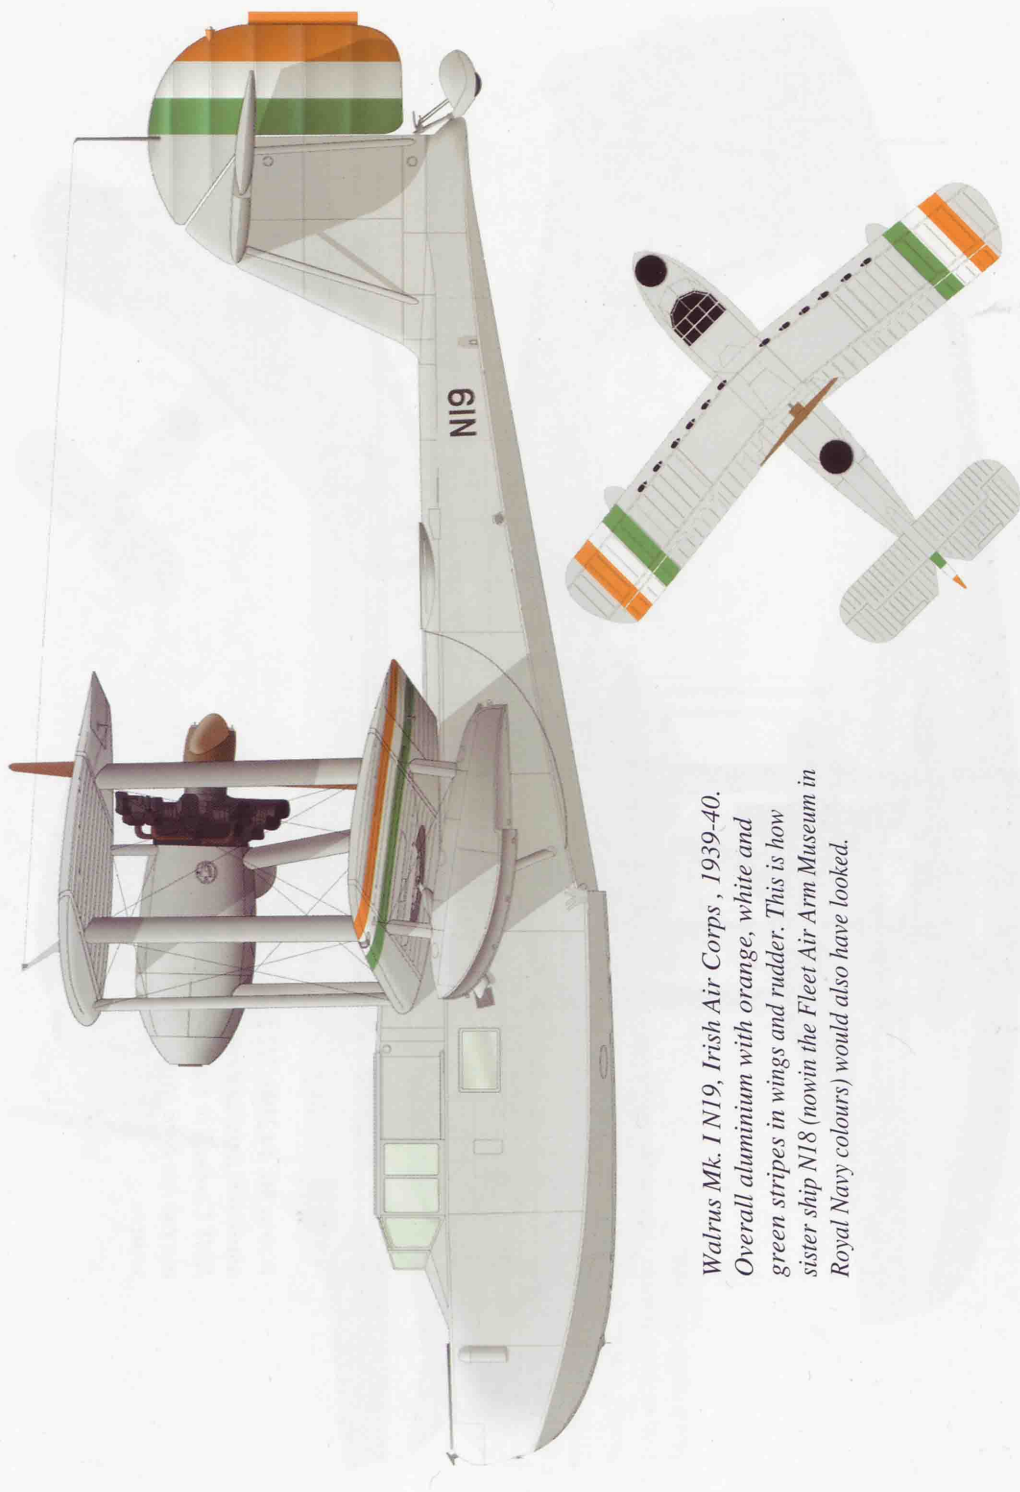 N19
Walrus Mk. I N19, Irish Air Corps , 1939-40.
Overall aluminium with orange, white and
green stripes in wings and rudder. This is how
sister ship N18 (nowin the Fleet Air Arm Museum in
Royal Navy colours) would also have looked.